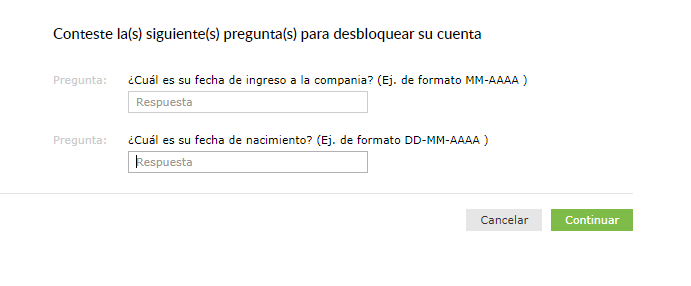 Conteste la(s) siguiente(s) pregunta(s) para desbloquear su cuenta
Pregunta: ¿Cuál es su fecha de ingreso a la compania? (Ej. de formato MM-AAAA )
Respuesta
Pregunta: ¿Cuál es su fecha de nacimiento? (Ej. de formato DD-MM-AAAA )
Respuesta
Cancelar Continuar